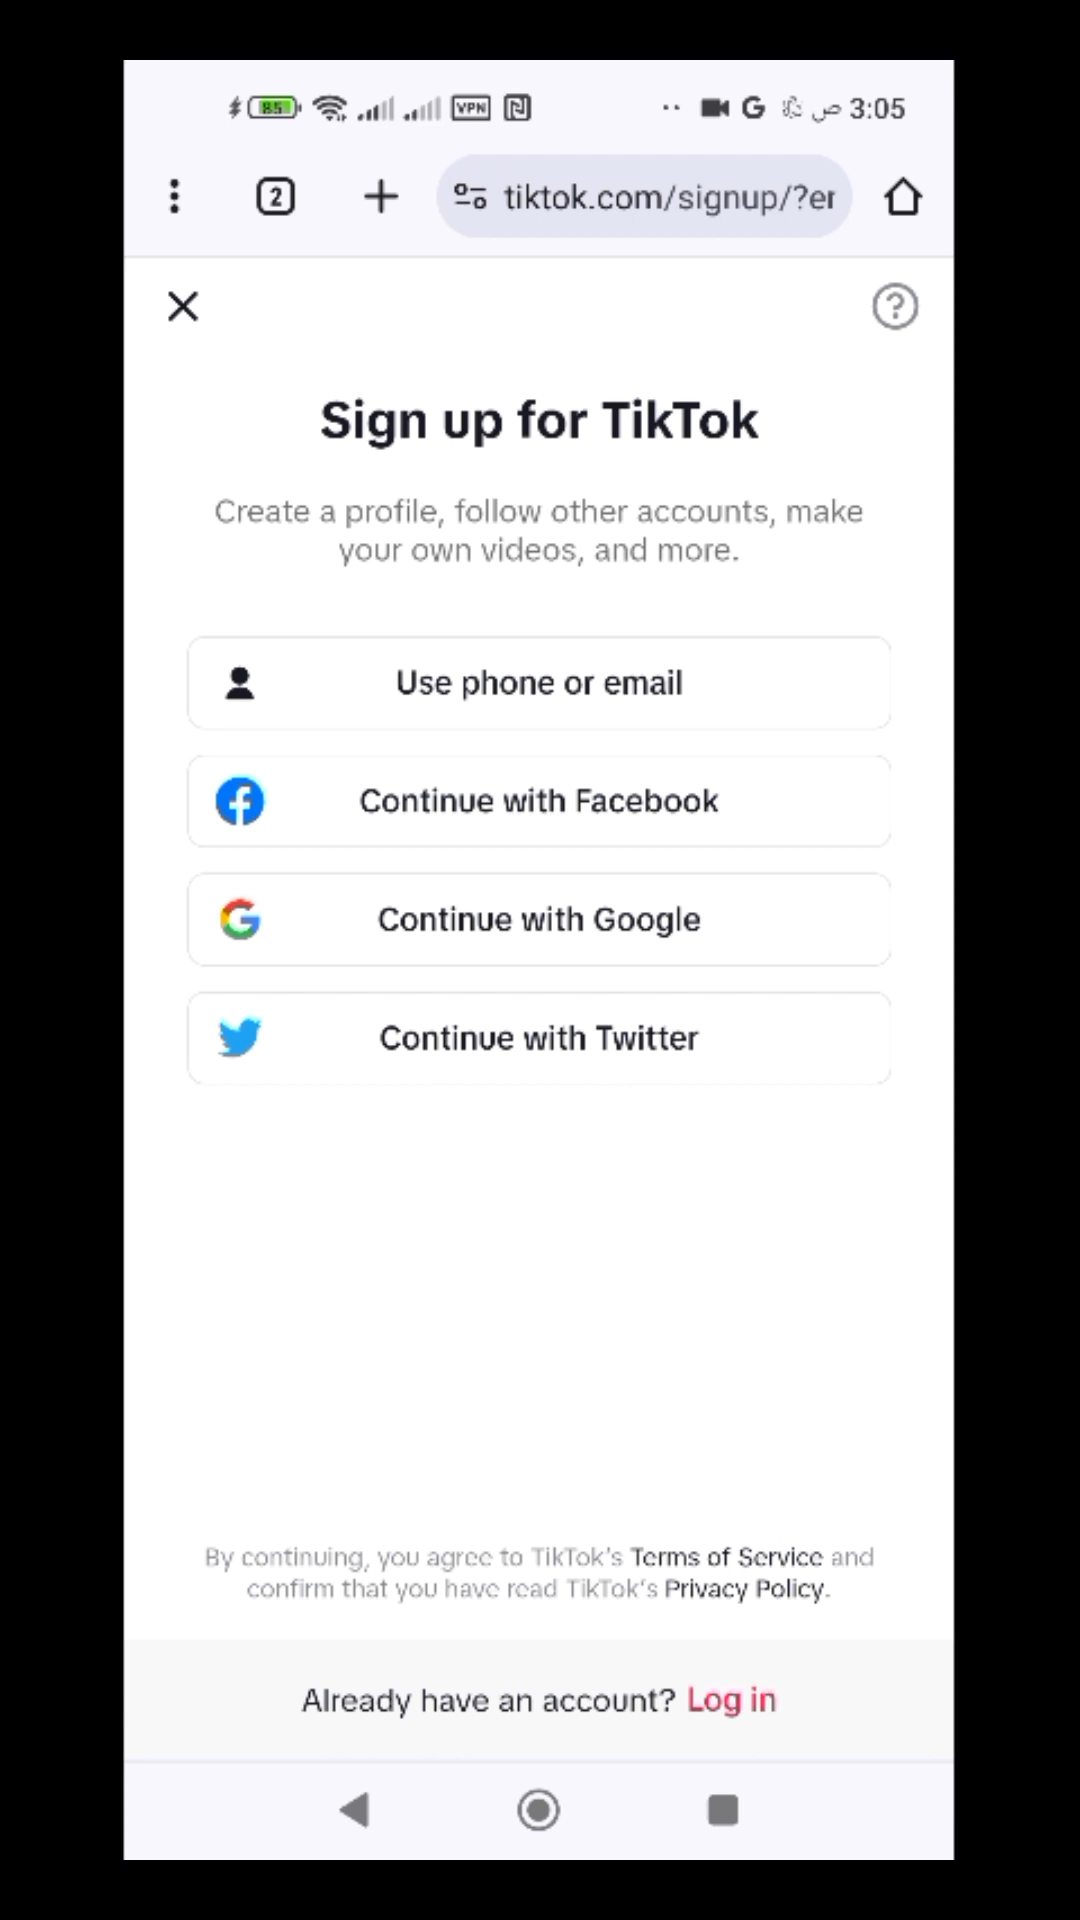 85 VPN G ص 3:05
2 + tiktok.com/signup/?er
Sign up for TikTok
Create a profile, follow other accounts, make
your own videos, and more.
Use phone or email
Continue with Facebook
Continue with Google
Continue with Twitter
By continuing, you agree to TikTok's Terms of Service and
confirm that you have read TikTok's Privacy Policy.
Already have an account? Log in